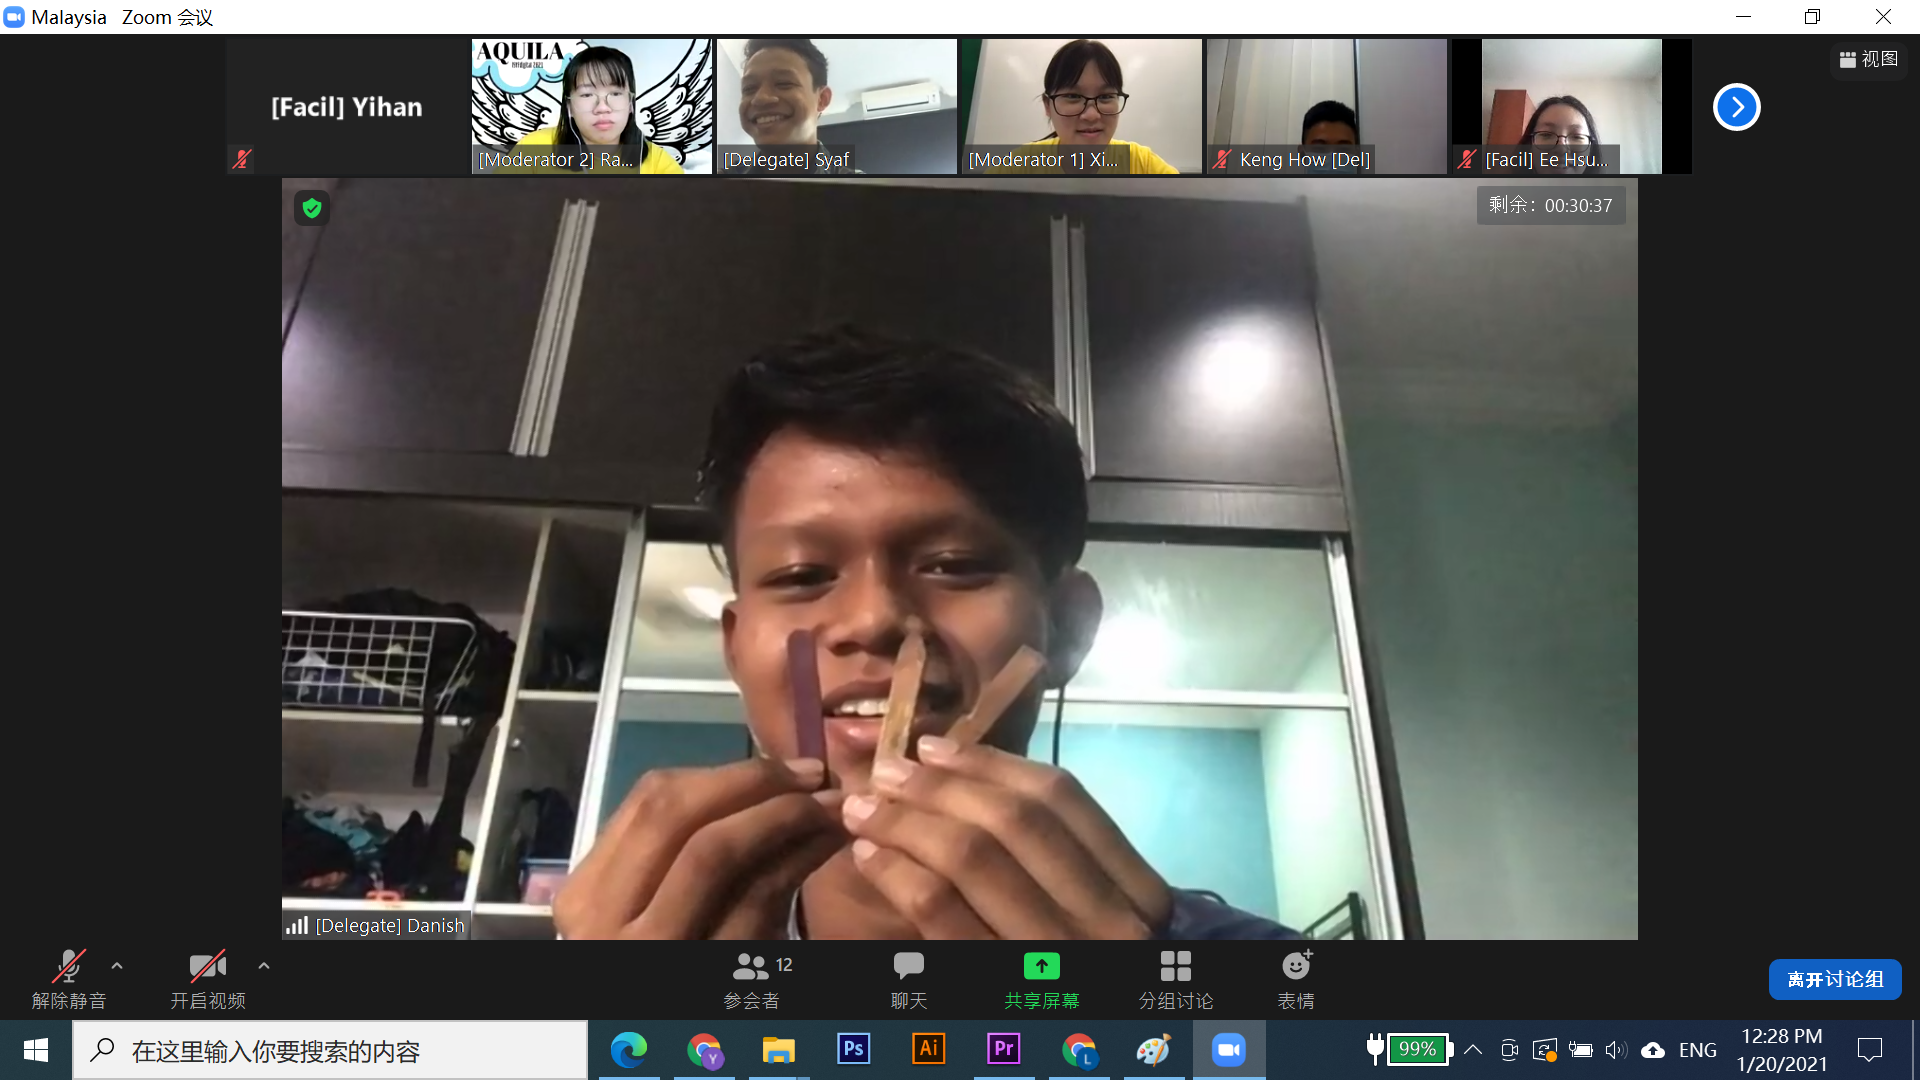 Malaysia Zoom 会议
视图
[Facil] Yihan
AQUILA
[Moderator 2] Ra...
[Delegate] Syaf
[Moderator 1] Xi...
Keng How [Del]
[Facil] Ee Hsu...
剩余：00:30:37
[Delegate] Danish
解除静音
开启视频
12
参会者
聊天
共享屏幕
分组讨论
表情
离开讨论组
在这里输入你要搜索的内容
Y
Ps
Ai
Pr
L
99%
ENG
12:28 PM
1/20/2021